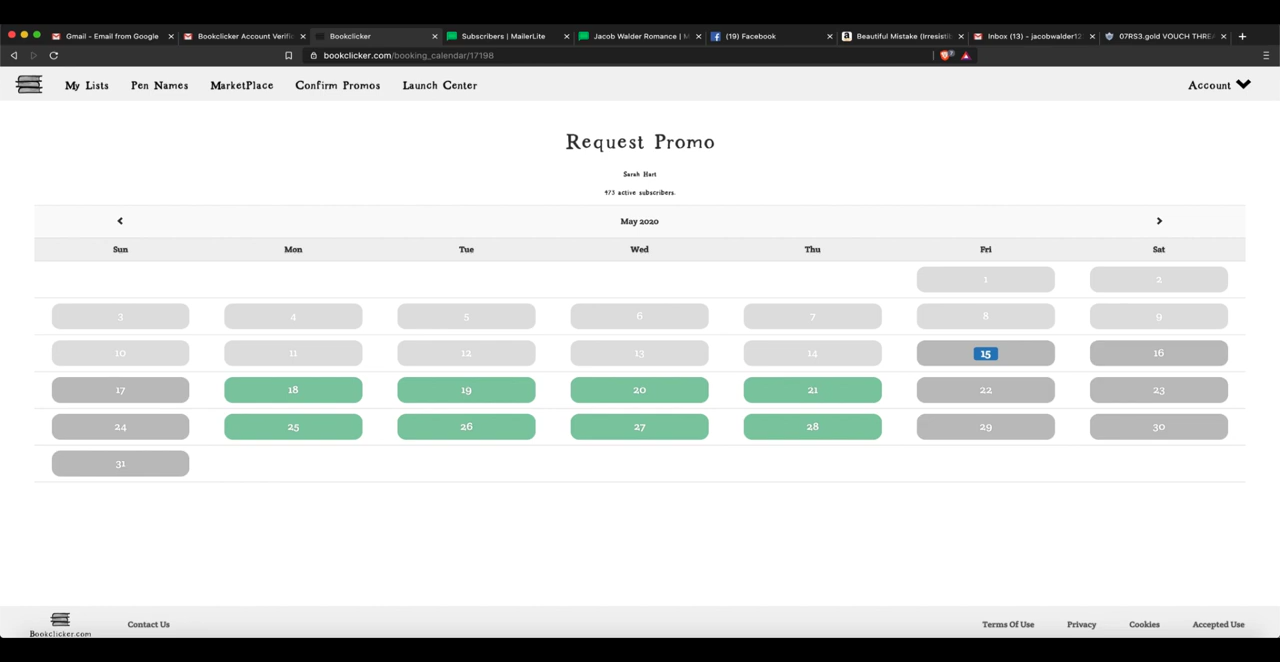 Gmail - Email from Google
Bookclicker Account Verific
Bookclicker
Subscribers | MailerLite
Jacob Walder Romance | M
(19) Facebook
Beautiful Mistake (Irresistib
Inbox (13) - jacobwalder12
07RS3.gold VOUCH THREA
bookclicker.com/booking_calendar/17198
My Lists Pen Names MarketPlace Confirm Promos Launch Center Account
Request Promo
Sarah Hart
473 active subscribers.
May 2020
Sun Mon Tue Wed Thu Fri Sat
1 2
3 4 5 6 7 8 9
10 11 12 13 14 15 16
17 18 19 20 21 22 23
24 25 26 27 28 29 30
31
Bookclicker.com
Contact Us
Terms Of Use Privacy Cookies Accepted Use